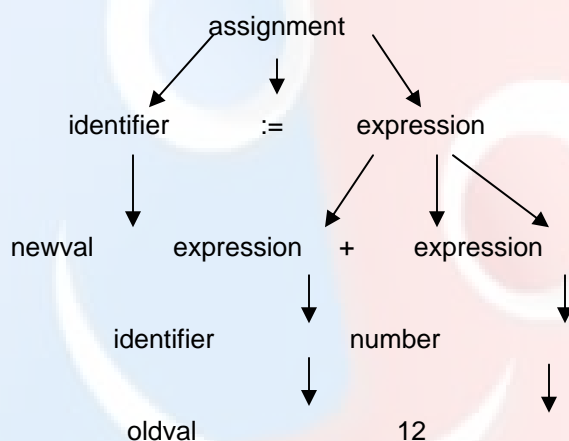 assignment
identifier := expression
newval expression + expression
identifier number
oldval 12